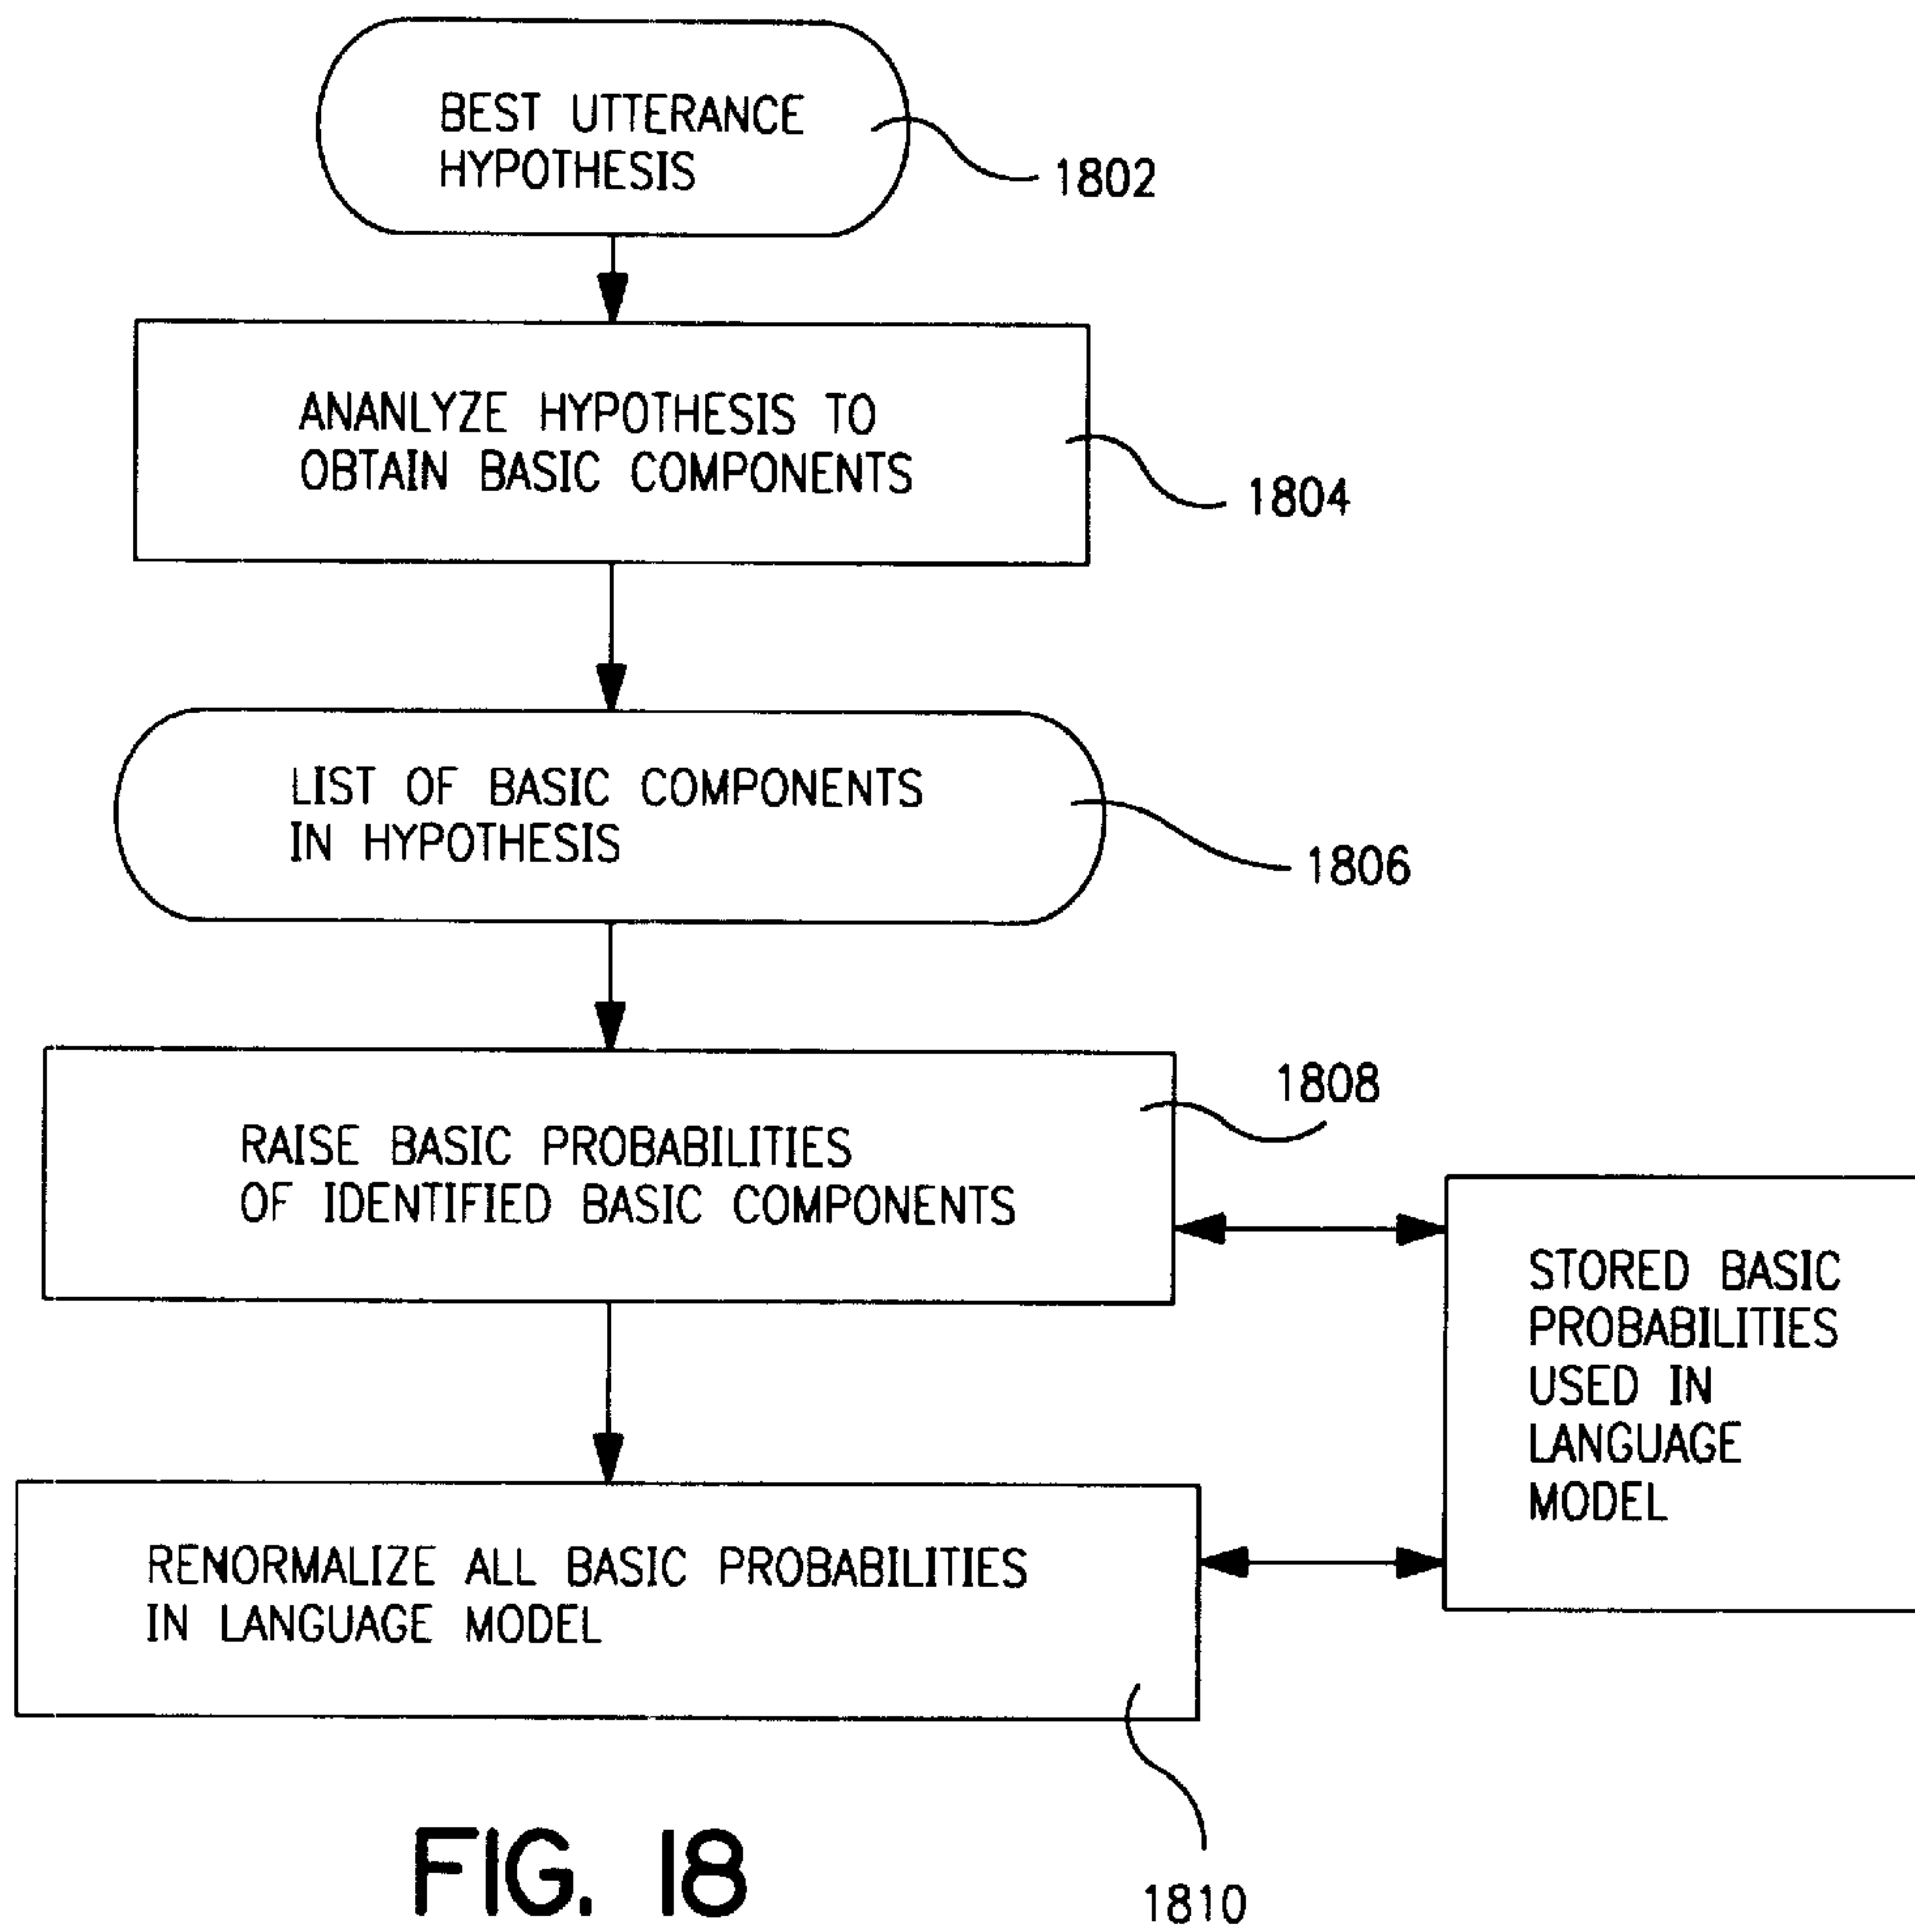 BEST UTTERANCE
HYPOTHESIS
1802
ANANLYZE HYPOTHESIS TO
OBTAIN BASIC COMPONENTS
1804
LIST OF BASIC COMPONENTS
IN HYPOTHESIS
1806
1808
RAISE BASIC PROBABILITIES
OF IDENTIFIED BASIC COMPONENTS
STORED BASIC
PROBABILITIES
USED IN
LANGUAGE
MODEL
RENORMALIZE ALL BASIC PROBABILITIES
IN LANGUAGE MODEL
1810
FIG. 18